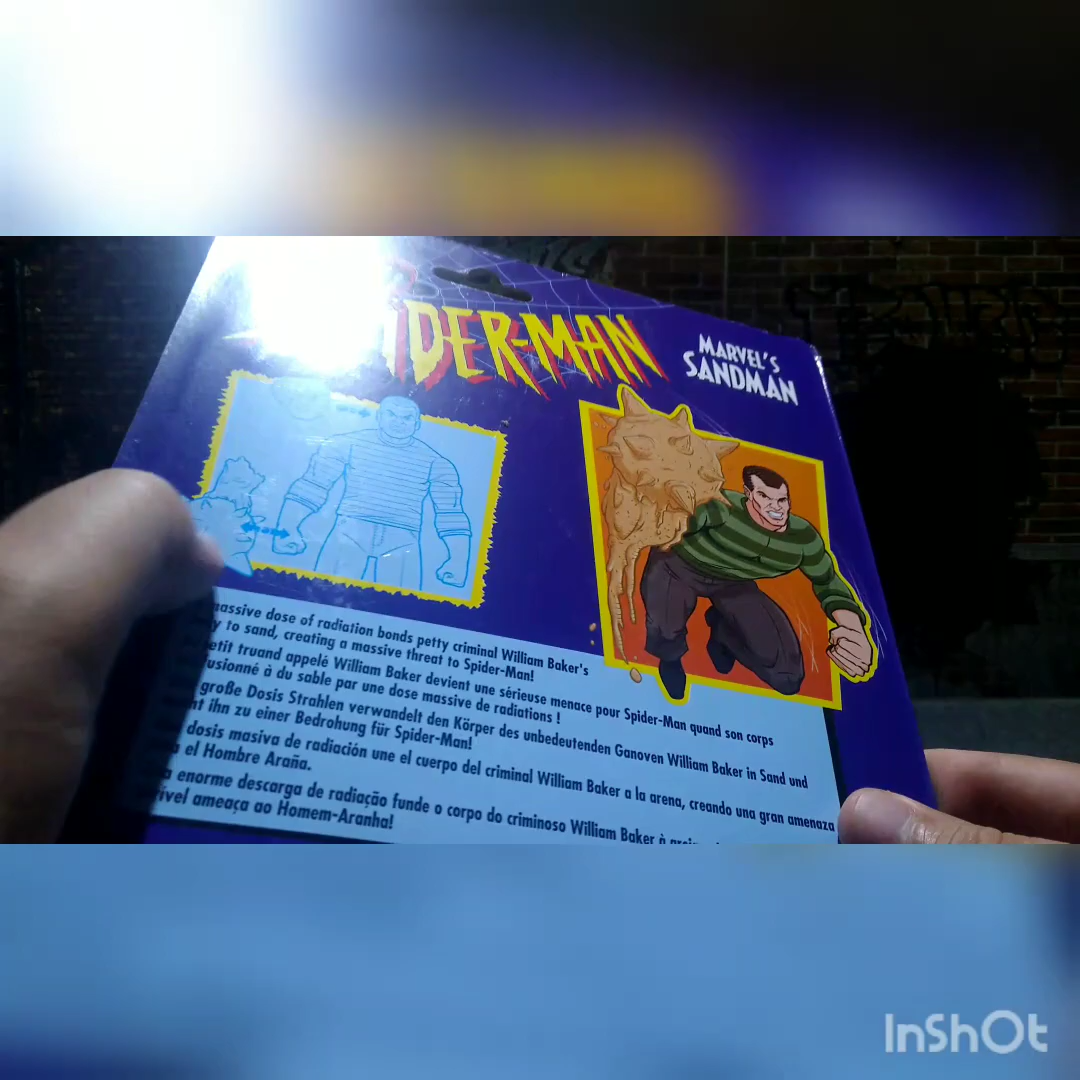 DER-MAN
MARVEL'S
SANDMAN
massive dose of radiation bonds petty criminal William Baker's
to sand, creating a massive threat to Spider-Man!
truand appelé William Baker devient une sérieuse menace pour Spider-Man quand son corps
à du sable par une dose massive de radiations !
große Dosis Strahlen verwandelt den Körper des unbedeutenden Ganoven William Baker in Sand und
ihn zu einer Bedrohung für Spider-Man!
dosis masiva de radiación une el cuerpo del criminal William Baker a la arena, creando una gran amenaza
el Hombre Araña.
enorme descarga de radiação funde o corpo do criminoso William Baker à
ameaça ao Homem-Aranha!
InShOt